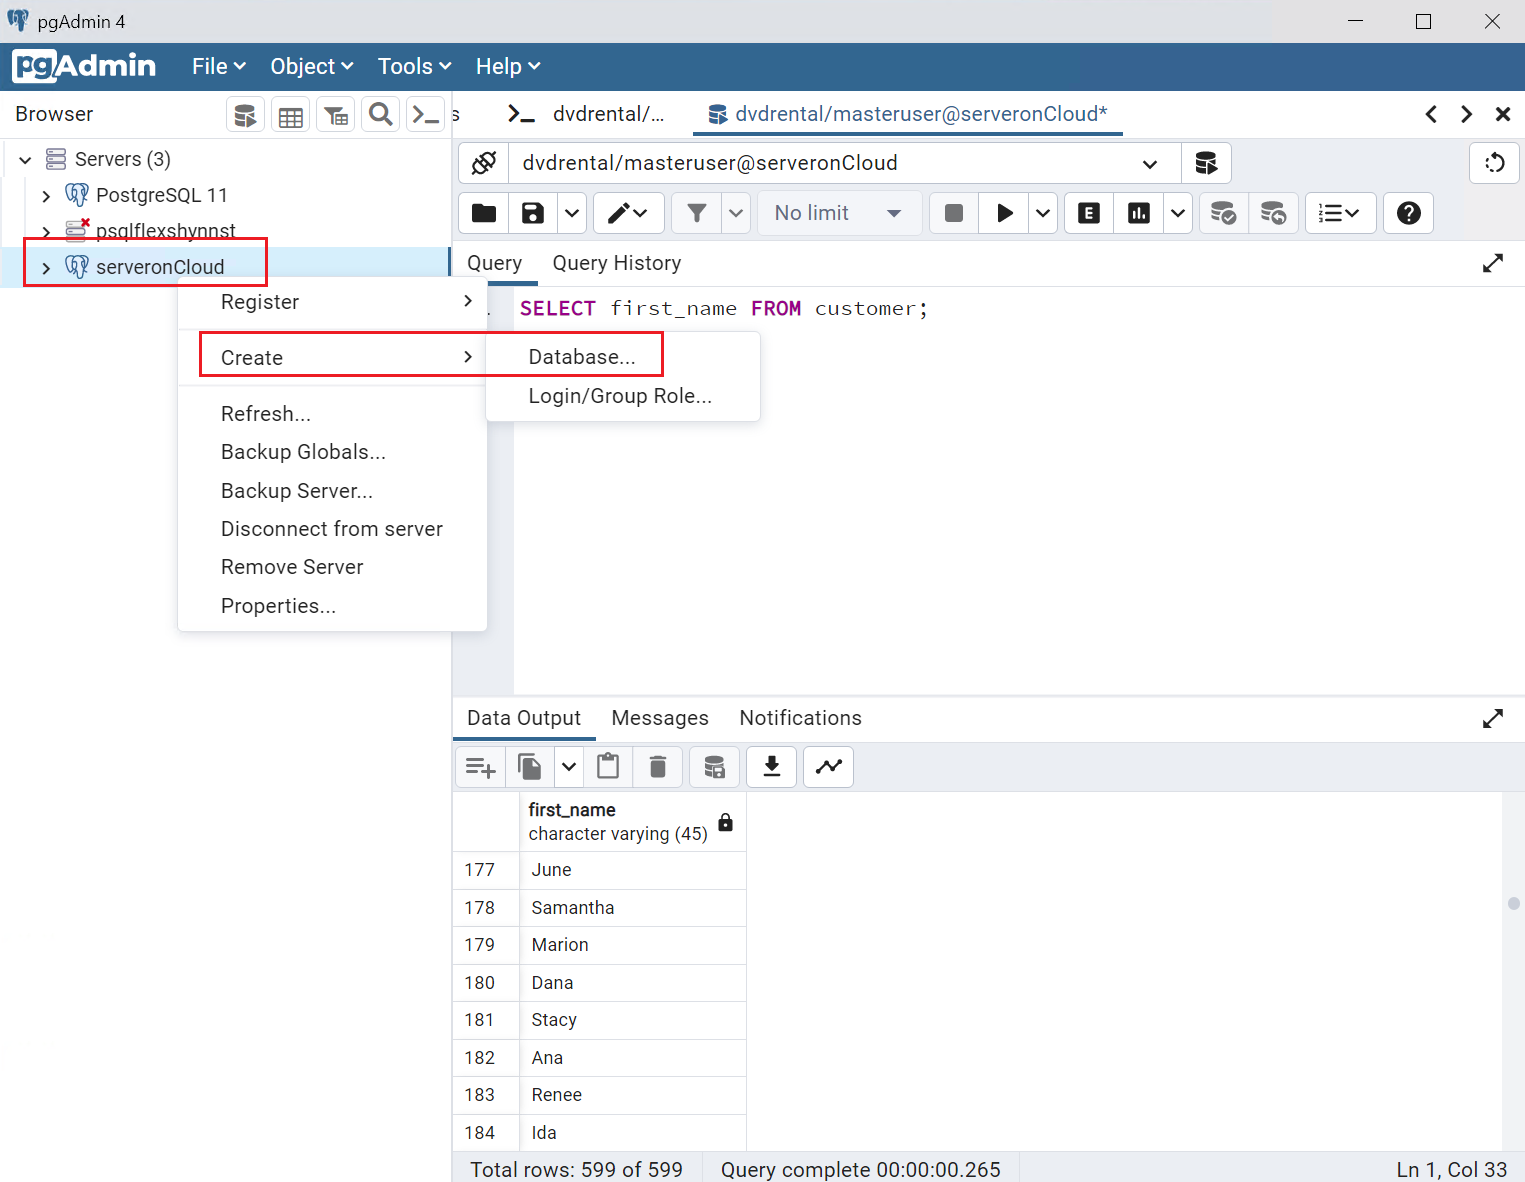 pgAdmin 4
pgAdmin File Object Tools Help
Browser s dvdrental/... dvdrental/masteruser@serveronCloud*
Servers (3)
dvdrental/masteruser@serveronCloud
PostgreSQL 11
No limit
psqlflexshynnst
serveronCloud
Query Query History
Register
SELECT first_name FROM customer;
Create
Database...
Login/Group Role...
Refresh...
Backup Globals...
Backup Server...
Disconnect from server
Remove Server
Properties...
Data Output Messages Notifications
first_name
character varying (45)
177 June
178 Samantha
179 Marion
180 Dana
181 Stacy
182 Ana
183 Renee
184 Ida
Total rows: 599 of 599 Query complete 00:00:00.265 Ln 1, Col 33